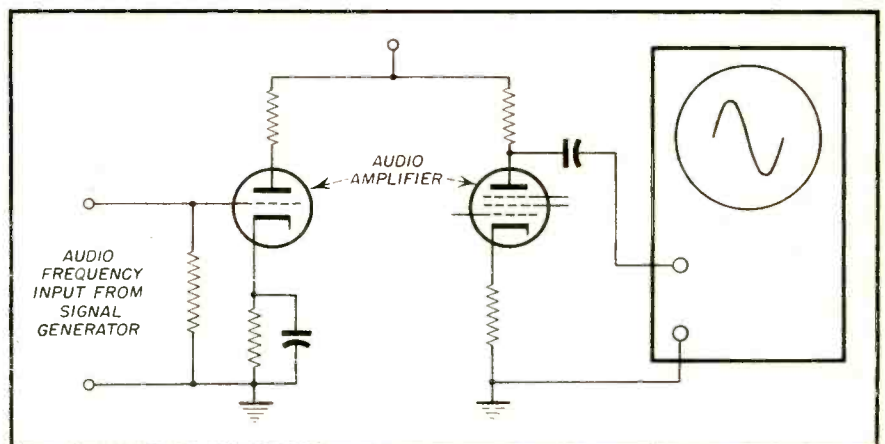 AUDIO
AMPLIFIER
AUDIO
FREQUENCY
INPUT FROM
SIGNAL
GENERATOR